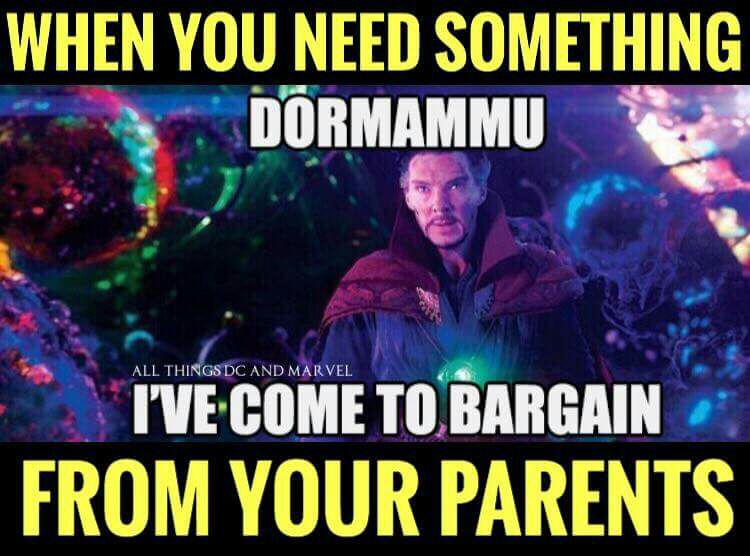 WHEN YOU NEED SOMETHING
DORMAMMU
ALL THINGS DC AND MARVEL
I'VE COME TO BARGAIN
FROM YOUR PARENTS